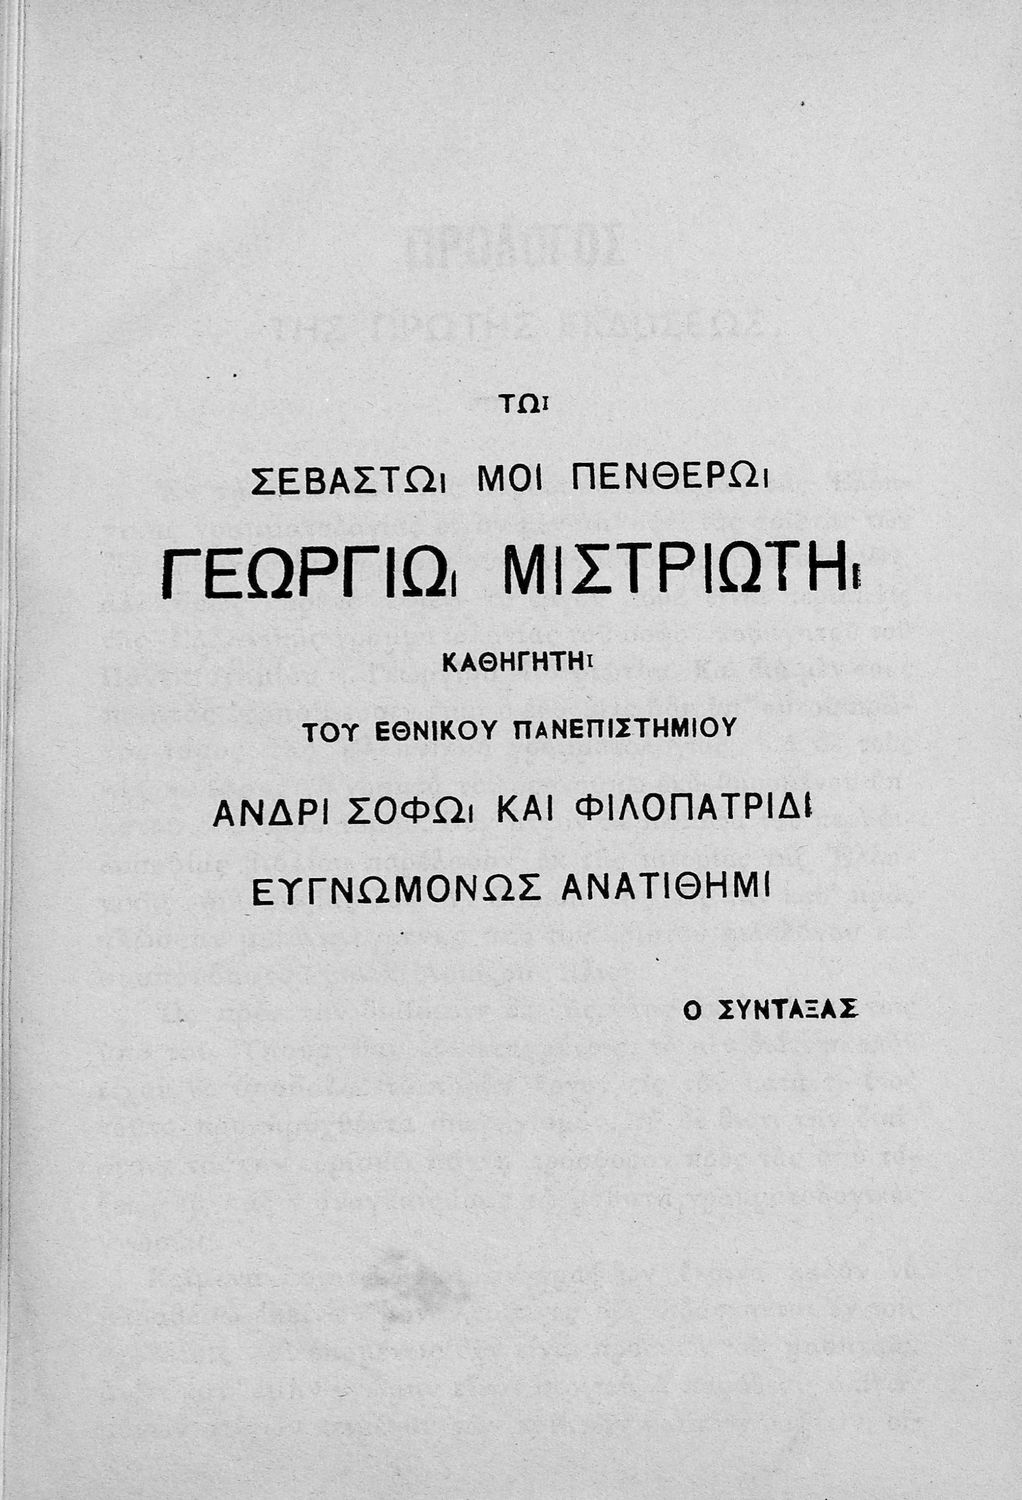 ΤΩΙ
ΣΕΒΑΣΤΩΙ ΜΟΙ ΠΕΝΘΕΡΩΙ
ΓΕΩΡΓΙΩΙ ΜΙΣΤΡΙΩΤΗΙ
ΚΑΘΗΓΗΤΗΙ
ΤΟΥ ΕΘΝΙΚΟΥ ΠΑΝΕΠΙΣΤΗΜΙΟΥ
ΑΝΔΡΙ ΣΟΦΩΙ ΚΑΙ ΦΙΛΟΠΑΤΡΙΔΙ
ΕΥΓΝΩΜΟΝΩΣ ΑΝΑΤΙΘΗΜΙ
Ο ΣΥΝΤΑΞΑΣ